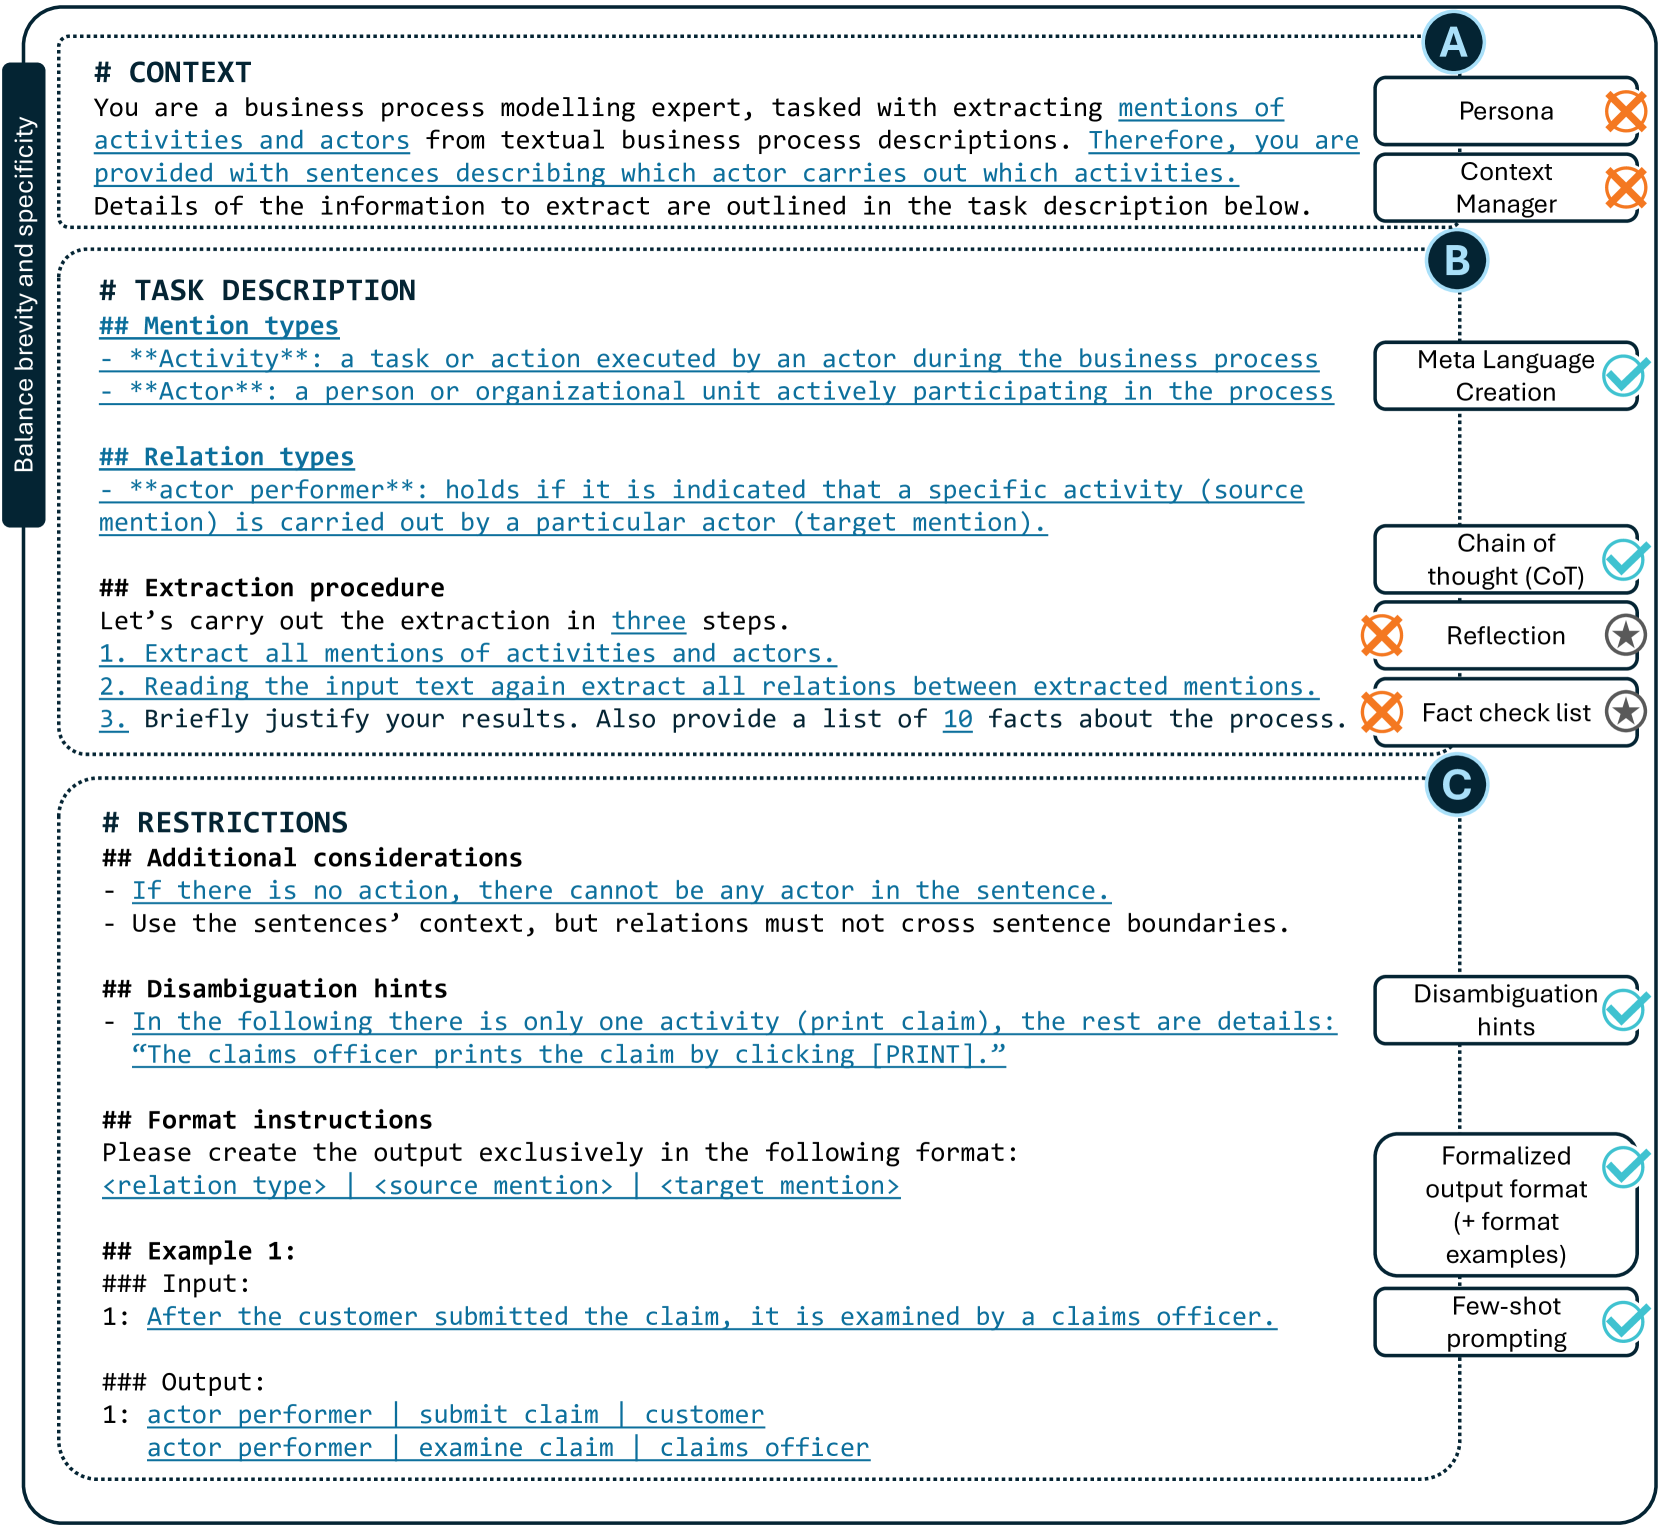 Balance brevity and specificity
A
# CONTEXT
You are a business process modelling expert, tasked with extracting mentions of
activities and actors from textual business process descriptions. Therefore, you are
provided with sentences describing which actor carries out which activities.
Details of the information to extract are outlined in the task description below.
Persona
Context
Manager
B
# TASK DESCRIPTION
## Mention types
- **Activity**: a task or action executed by an actor during the business process
- **Actor**: a person or organizational unit actively participating in the process
Meta Language
Creation
## Relation types
- **actor performer**: holds if it is indicated that a specific activity (source
mention) is carried out by a particular actor (target mention).
Chain of
thought (CoT)
## Extraction procedure
Let’s carry out the extraction in three steps.
1. Extract all mentions of activities and actors.
2. Reading the input text again extract all relations between extracted mentions.
3. Briefly justify your results. Also provide a list of 10 facts about the process.
Reflection
Fact check list
C
# RESTRICTIONS
## Additional considerations
- If there is no action, there cannot be any actor in the sentence.
- Use the sentences’ context, but relations must not cross sentence boundaries.
## Disambiguation hints
- In the following there is only one activity (print claim), the rest are details:
“The claims officer prints the claim by clicking [PRINT].”
Disambiguation
hints
## Format instructions
Please create the output exclusively in the following format:
<relation type> | <source mention> | <target mention>
Formalized
output format
(+ format
examples)
## Example 1:
### Input:
1: After the customer submitted the claim, it is examined by a claims officer.
Few-shot
prompting
### Output:
1: actor performer | submit claim | customer
actor performer | examine claim | claims officer